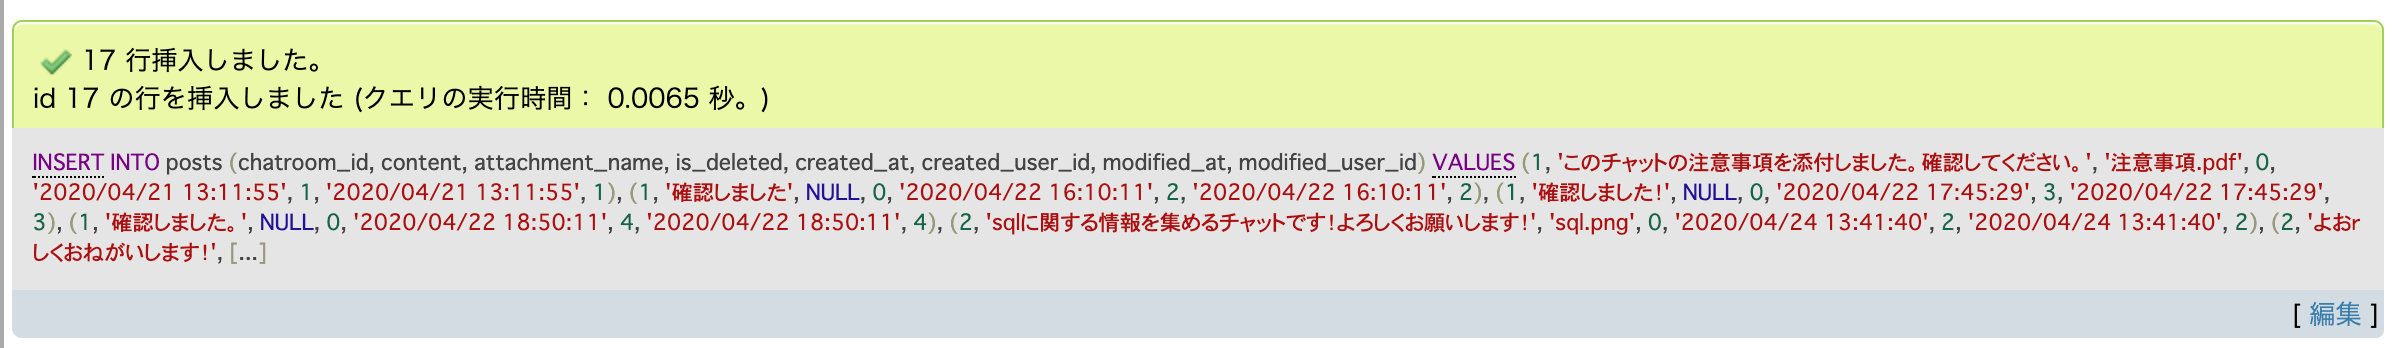 17 行挿入しました。
id 17 の行を挿入しました (クエリの実行時間： 0.0065 秒。)
INSERT INTO posts (chatroom_id, content, attachment_name, is_deleted, created_at, created_user_id, modified_at, modified_user_id) VALUES (1, 'このチャットの注意事項を添付しました。確認してください。', '注意事項.pdf', 0,
'2020/04/21 13:11:55', 1, '2020/04/21 13:11:55', 1), (1, '確認しました', NULL, 0, '2020/04/22 16:10:11', 2, '2020/04/22 16:10:11', 2), (1, '確認しました！', NULL, 0, '2020/04/22 17:45:29', 3, '2020/04/22 17:45:29',
3), (1, '確認しました。', NULL, 0, '2020/04/22 18:50:11', 4, '2020/04/22 18:50:11', 4), (2, 'sqlに関する情報を集めるチャットです！よろしくお願いします！', 'sql.png', 0, '2020/04/24 13:41:40', 2, '2020/04/24 13:41:40', 2), (2, 'よおr
しくおねがいします！', [...]
[ 編集 ]